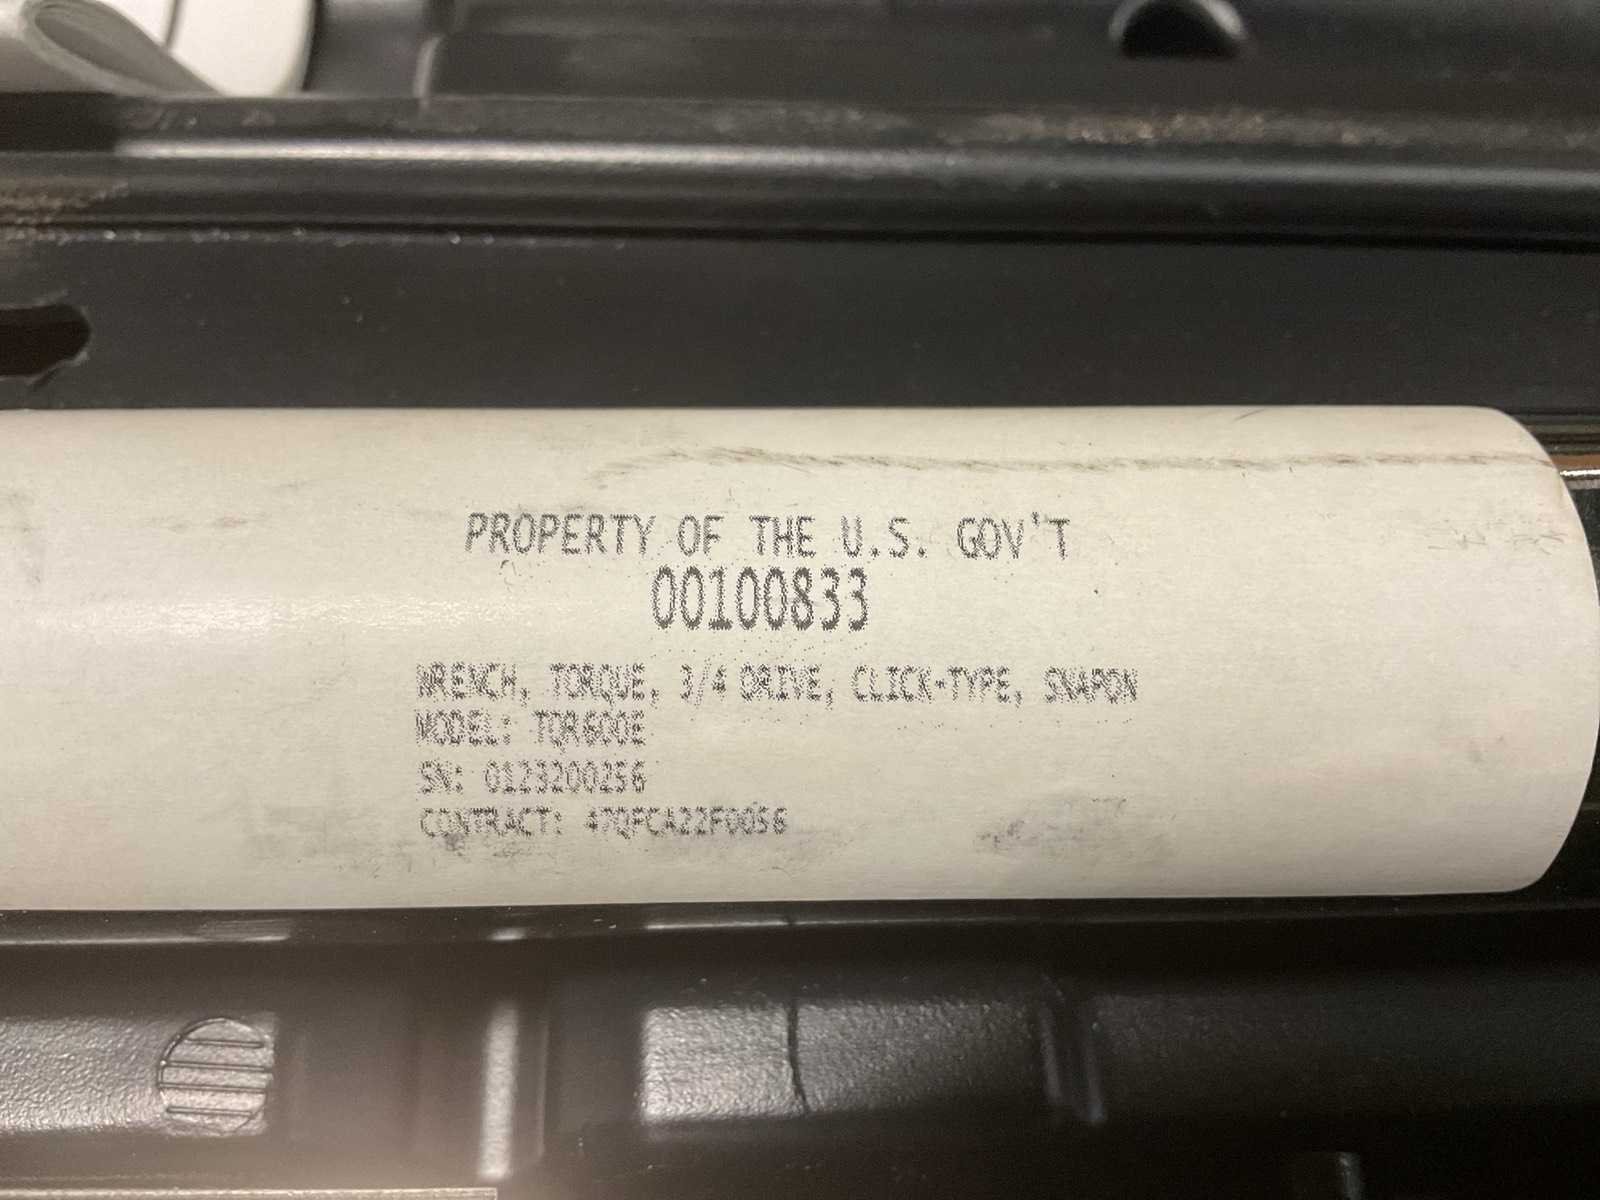 PROPERTY OF THE U.S. GOV'T
00100833
WRENCH, TORQUE, 3/4 DRIVE, CLICK-TYPE, SNAPON
MODEL: TQR600E
SN: 0123200256
CONTRACT: 47QFCA22F0056